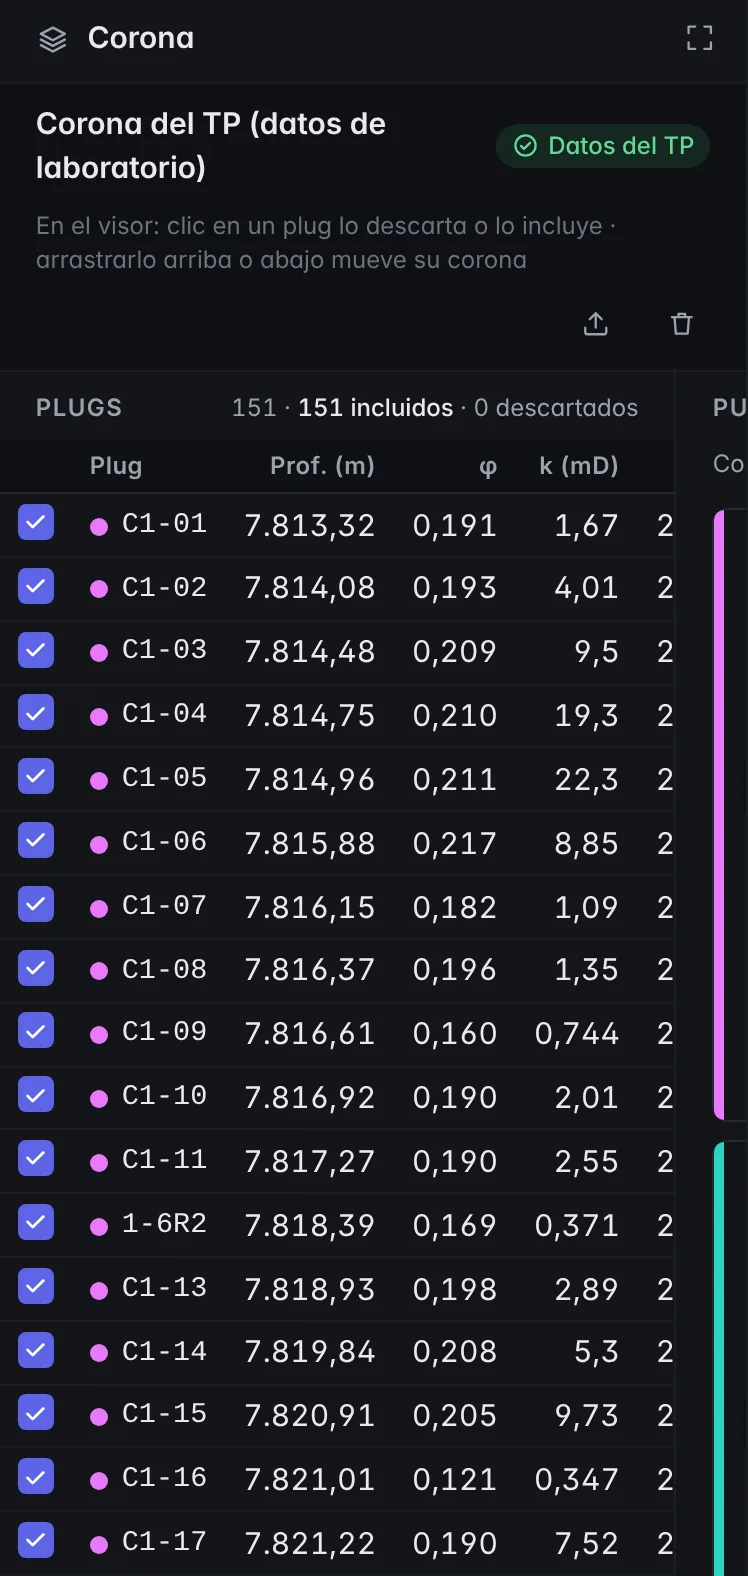 Corona
Corona del TP (datos de
laboratorio)
Datos del TP
En el visor: clic en un plug lo descarta o lo incluye ·
arrastrarlo arriba o abajo mueve su corona
PLUGS 151 · 151 incluidos · 0 descartados PU
Plug Prof. (m) φ k (mD) Co
C1-01 7.813,32 0,191 1,67 2
C1-02 7.814,08 0,193 4,01 2
C1-03 7.814,48 0,209 9,5 2
C1-04 7.814,75 0,210 19,3 2
C1-05 7.814,96 0,211 22,3 2
C1-06 7.815,88 0,217 8,85 2
C1-07 7.816,15 0,182 1,09 2
C1-08 7.816,37 0,196 1,35 2
C1-09 7.816,61 0,160 0,744 2
C1-10 7.816,92 0,190 2,01 2
C1-11 7.817,27 0,190 2,55 2
1-6R2 7.818,39 0,169 0,371 2
C1-13 7.818,93 0,198 2,89 2
C1-14 7.819,84 0,208 5,3 2
C1-15 7.820,91 0,205 9,73 2
C1-16 7.821,01 0,121 0,347 2
C1-17 7.821,22 0,190 7,52 2